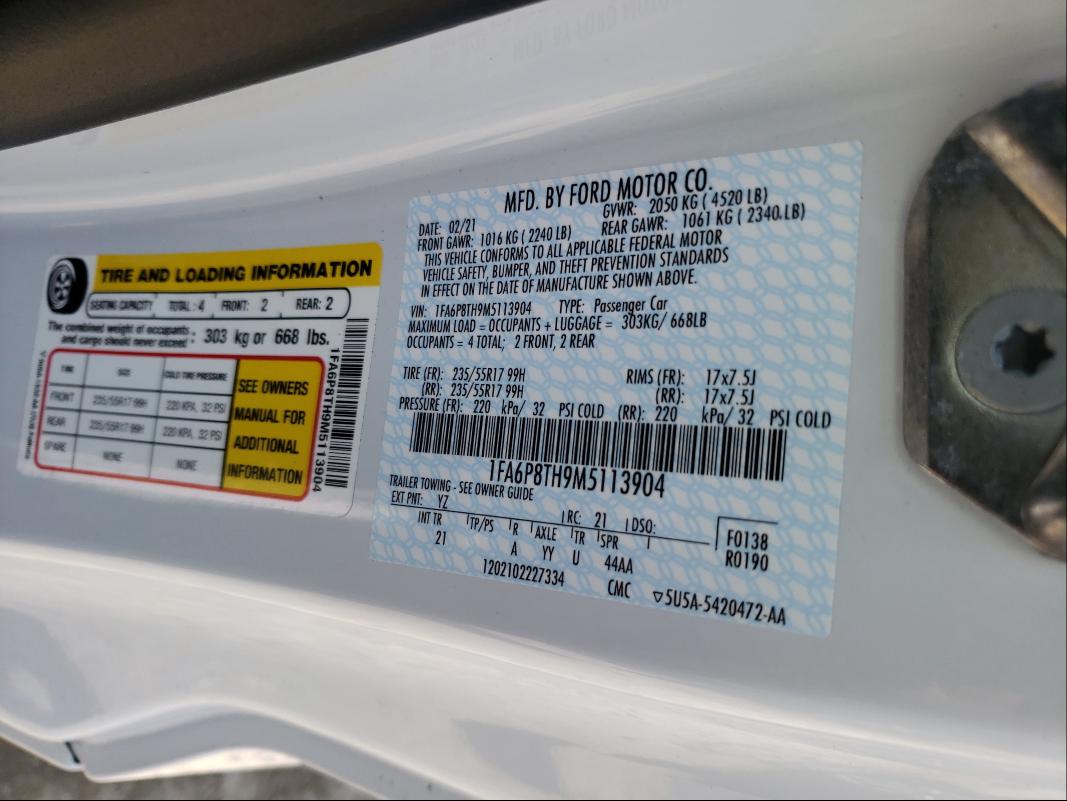 TIRE AND LOADING INFORMATION
SEATING CAPACITY TOTAL: 4 FRONT: 2 REAR: 2
The combined weight of occupants
and cargo should never exceed: 303 kg or 668 lbs.
TIRE SIZE COLD TIRE PRESSURE
FRONT 235/55R17 99H 220 KPA, 32 PSI
REAR 235/55R17 99H 220 KPA, 32 PSI
SPARE NONE NONE
SEE OWNERS
MANUAL FOR
ADDITIONAL
INFORMATION
1FA6P8TH9M5113904
MFD. BY FORD MOTOR CO.
DATE: 02/21 GVWR: 2050 KG ( 4520 LB)
FRONT GAWR: 1016 KG ( 2240 LB) REAR GAWR: 1061 KG ( 2340 LB)
THIS VEHICLE CONFORMS TO ALL APPLICABLE FEDERAL MOTOR
VEHICLE SAFETY, BUMPER, AND THEFT PREVENTION STANDARDS
IN EFFECT ON THE DATE OF MANUFACTURE SHOWN ABOVE.
VIN: 1FA6P8TH9M5113904 TYPE: Passenger Car
MAXIMUM LOAD = OCCUPANTS + LUGGAGE = 303KG/ 668LB
OCCUPANTS = 4 TOTAL; 2 FRONT, 2 REAR
TIRE (FR): 235/55R17 99H RIMS (FR): 17x7.5J
(RR): 235/55R17 99H (RR): 17x7.5J
PRESSURE (FR): 220 kPa/ 32 PSI COLD (RR): 220 kPa/ 32 PSI COLD
1FA6P8TH9M5113904
TRAILER TOWING - SEE OWNER GUIDE
EXT PNT: YZ RC: 21 DSO:
INT TR TP/PS R AXLE TR SPR
21 A YY U 44AA
F0138
R0190
1202102227334 CMC ▽5U5A-5420472-AA